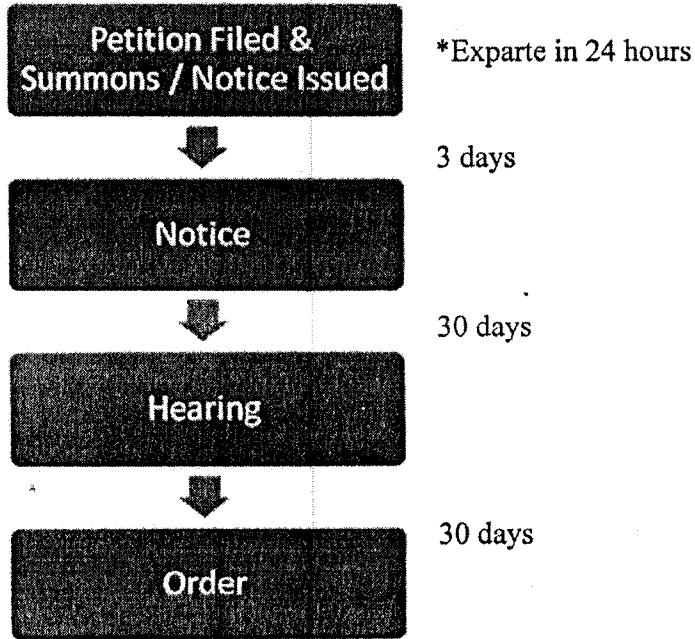 Petition Filed &
Summons / Notice Issued
*Exparte in 24 hours
3 days
Notice
30 days
Hearing
30 days
Order